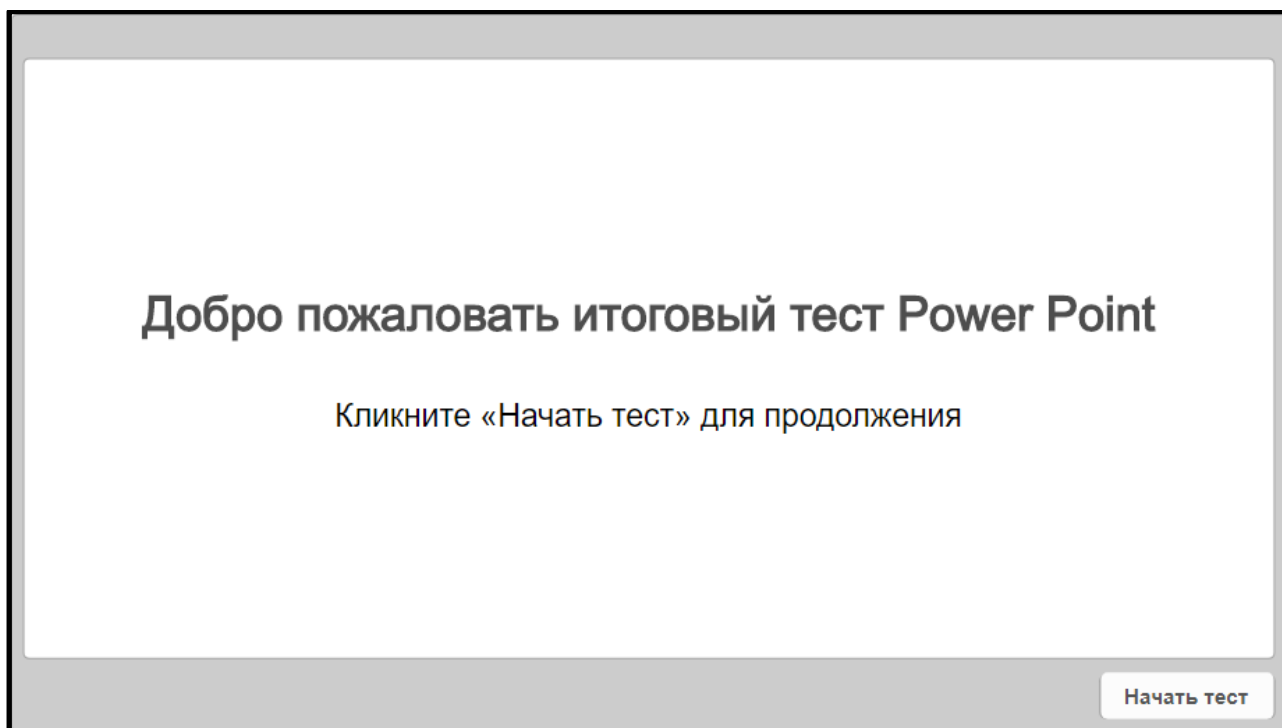 Добро пожаловать итоговый тест Power Point
Кликните «Начать тест» для продолжения
Начать тест